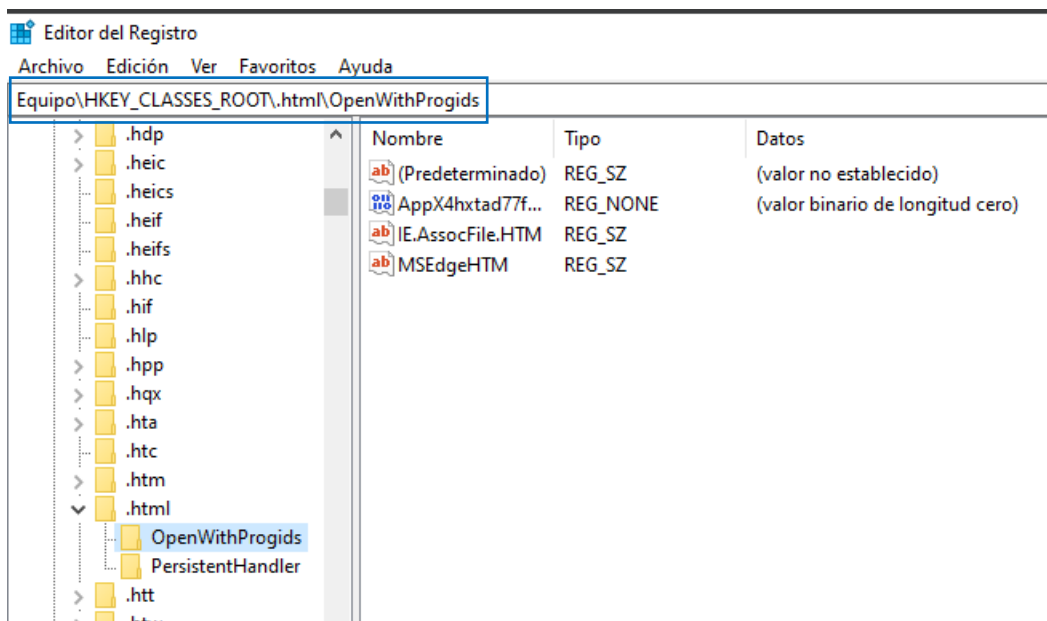 Editor del Registro
Archivo Edición Ver Favoritos Ayuda
Equipo\HKEY_CLASSES_ROOT\.html\OpenWithProgids
.hdp
.heic
.heics
.heif
.heifs
.hhc
.hif
.hlp
.hpp
.hqx
.hta
.htc
.htm
.html
OpenWithProgids
PersistentHandler
.htt
Nombre Tipo Datos
(Predeterminado) REG_SZ (valor no establecido)
AppX4hxtad77f... REG_NONE (valor binario de longitud cero)
IE.AssocFile.HTM REG_SZ
MSEdgeHTM REG_SZ